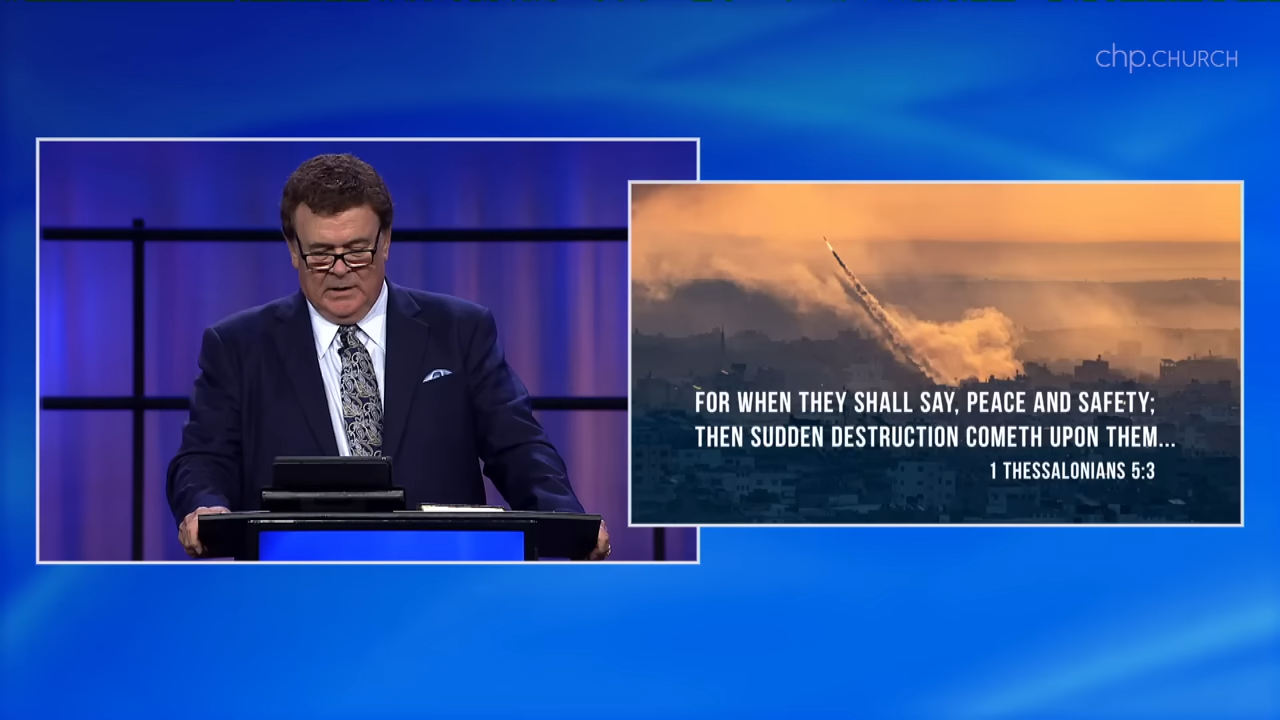 chp.CHURCH
FOR WHEN THEY SHALL SAY, PEACE AND SAFETY;
THEN SUDDEN DESTRUCTION COMETH UPON THEM...
1 THESSALONIANS 5:3